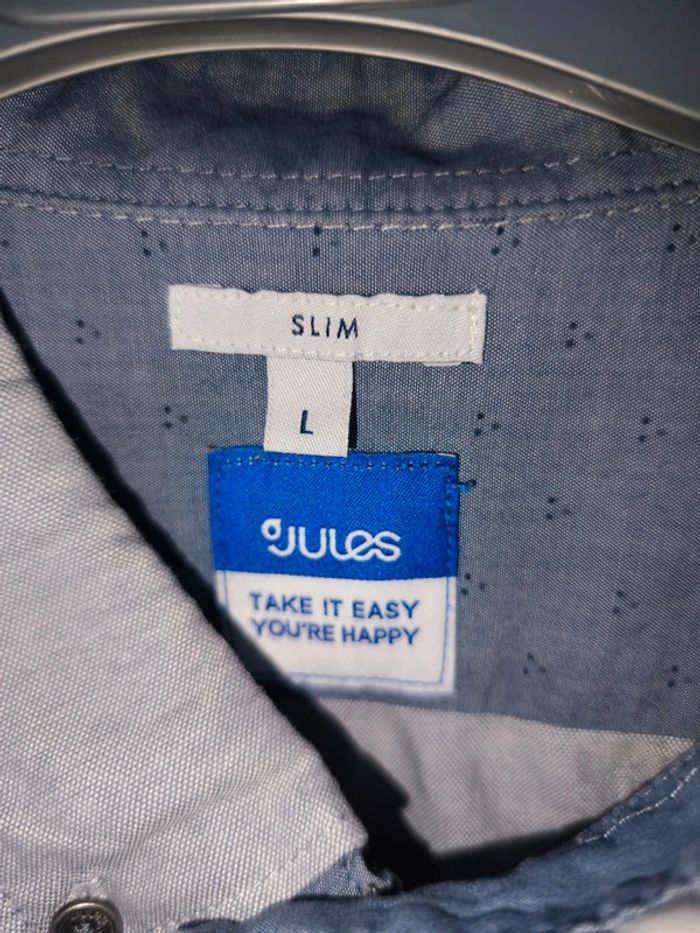 SLIM
L
JULES
TAKE IT EASY
YOU'RE HAPPY